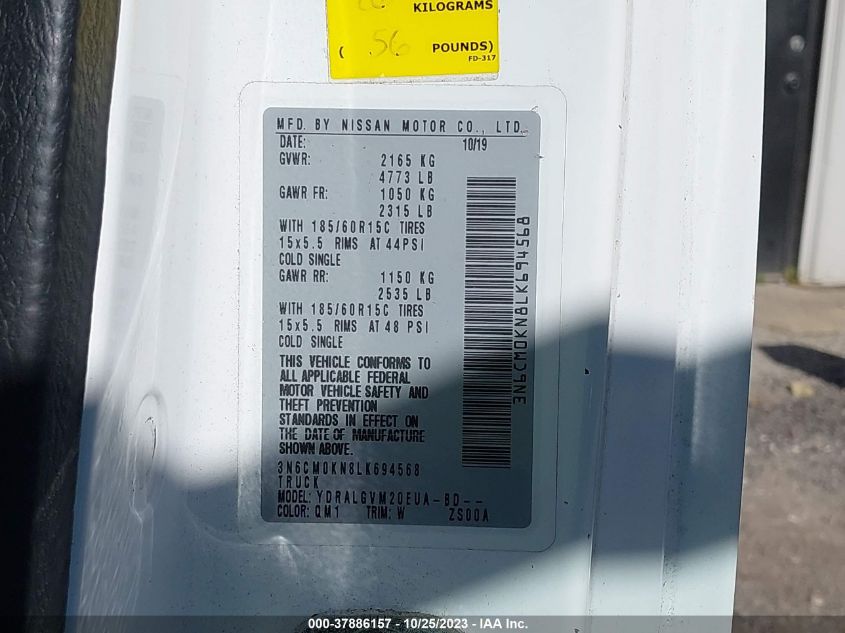 KILOGRAMS
( 56 POUNDS)
FD-317
MFD. BY NISSAN MOTOR CO., LTD.
DATE: 10/19
GVWR: 2165 KG
4773 LB
GAWR FR: 1050 KG
2315 LB
WITH 185/60R15C TIRES
15x5.5 RIMS AT 44PSI
COLD SINGLE
GAWR RR: 1150 KG
2535 LB
WITH 185/60R15C TIRES
15x5.5 RIMS AT 48 PSI
COLD SINGLE
THIS VEHICLE CONFORMS TO
ALL APPLICABLE FEDERAL
MOTOR VEHICLE SAFETY AND
THEFT PREVENTION
STANDARDS IN EFFECT ON
THE DATE OF MANUFACTURE
SHOWN ABOVE.
3N6CM0KN8LK694568
TRUCK
MODEL: YDRALGVM20EUA-BD--
COLOR: QM1 TRIM: W ZS00A
3N6CM0KN8LK694568
000-37886157 - 10/25/2023 - IAA Inc.